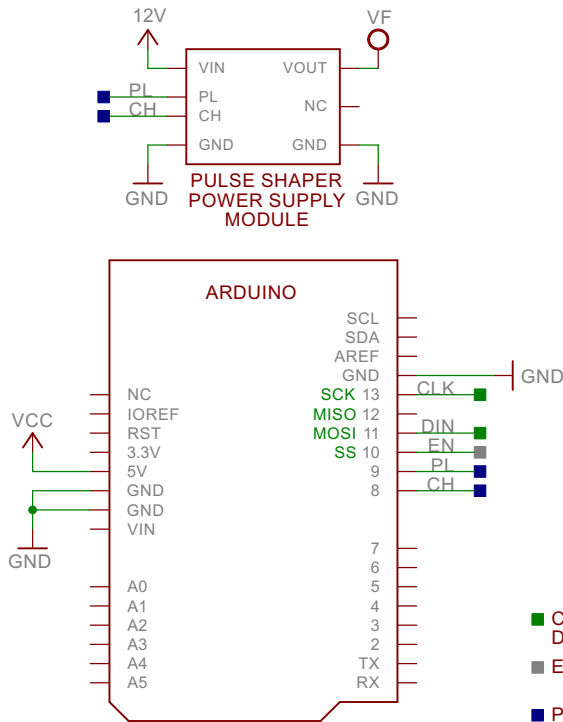 12V
VF
VIN
VOUT
PL
PL
CH
CH
NC
GND
GND
GND
GND
PULSE SHAPER
POWER SUPPLY
MODULE
ARDUINO
SCL
SDA
AREF
GND
GND
NC
SCK 13
CLK
IOREF
MISO 12
VCC
RST
MOSI 11
DIN
3.3V
SS 10
EN
5V
9
PL
GND
8
CH
GND
VIN
GND
7
6
A0
5
A1
4
A2
3
A3
2
A4
TX
A5
RX
C
D
E
P